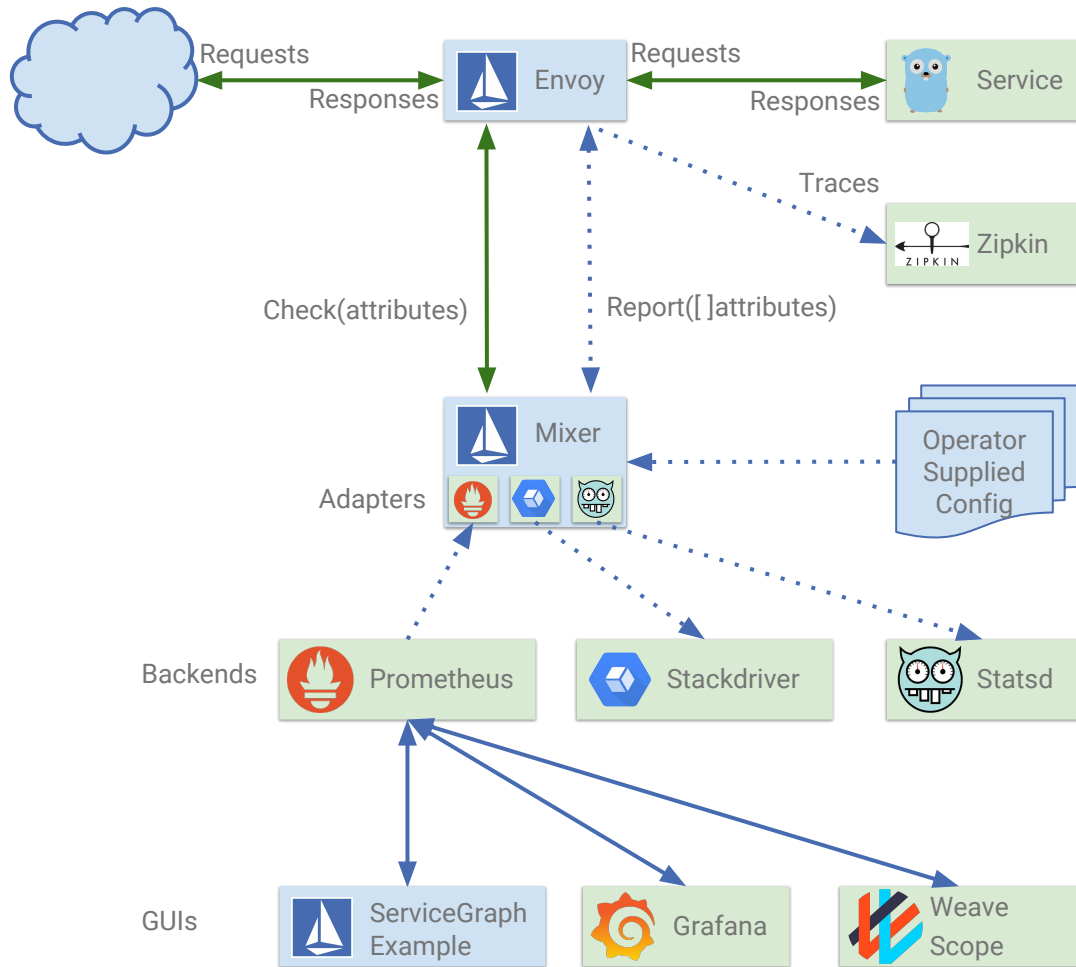 Requests
Responses
Envoy
Requests
Responses
Service
Traces
ZIPKIN
Zipkin
Check(attributes)
Report([ ]attributes)
Mixer
Adapters
Operator
Supplied
Config
Backends
Prometheus
Stackdriver
Statsd
GUIs
ServiceGraph
Example
Grafana
Weave
Scope